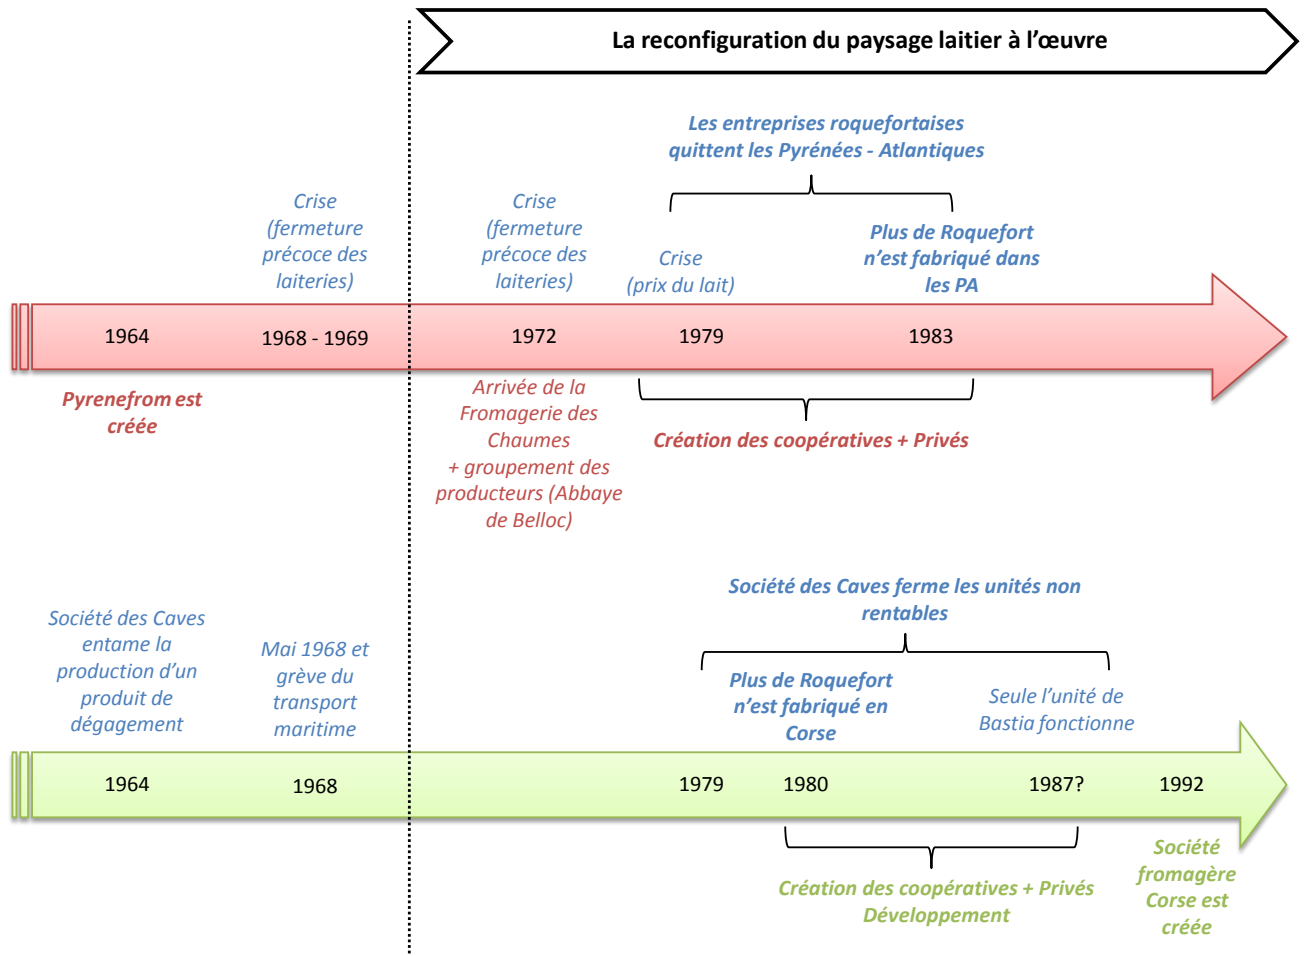 La reconfiguration du paysage laitier à l'œuvre
Les entreprises roquefortaises
quittent les Pyrénées - Atlantiques
Crise
(fermeture
précoce des
laiteries)
Crise
(fermeture
précoce des
laiteries)
Crise
(prix du lait)
Plus de Roquefort
n'est fabriqué dans
les PA
1964
1968 - 1969
1972
1979
1983
Pyrenefrom est
créée
Arrivée de la
Fromagerie des
Chaumes
+ groupement des
producteurs (Abbaye
de Belloc)
Création des coopératives + Privés
Société des Caves
entame la
production d'un
produit de
dégagement
Mai 1968 et
grève du
transport
maritime
Société des Caves ferme les unités non
rentables
Plus de Roquefort
n'est fabriqué en
Corse
Seule l'unité de
Bastia fonctionne
1964
1968
1979
1980
1987?
1992
Création des coopératives + Privés
Développement
Société
fromagère
Corse est
créée